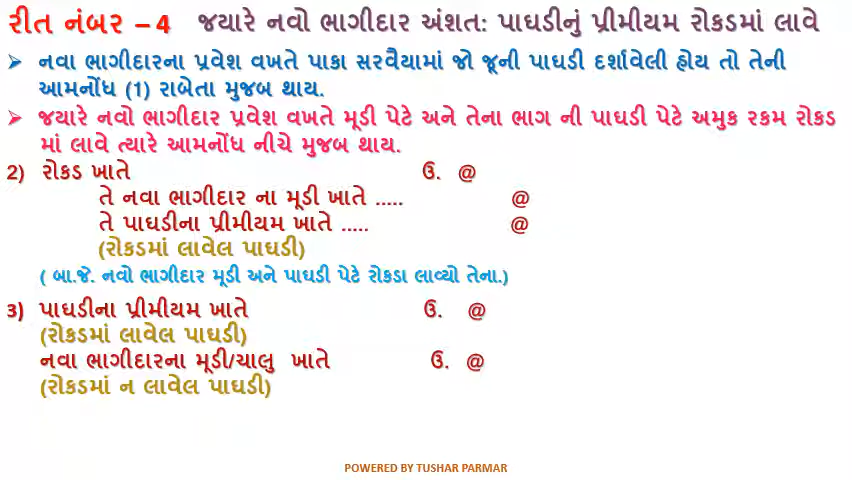 રીત નંબર – 4 જયારે નવો ભાગીદાર અંશત: પાઘડીનું પ્રીમીયમ રોકડમાં લાવે
➢ નવા ભાગીદારના પ્રવેશ વખતે પાકા સરવૈયામાં જો જૂની પાઘડી દર્શાવેલી હોય તો તેની
આમનોંધ (1) રાબેતા મુજબ થાય.
➢ જયારે નવો ભાગીદાર પ્રવેશ વખતે મૂડી પેટે અને તેના ભાગ ની પાઘડી પેટે અમુક રકમ રોકડ
માં લાવે ત્યારે આમનોંધ નીચે મુજબ થાય.
2) રોકડ ખાતે ઉ. @
તે નવા ભાગીદાર ના મૂડી ખાતે ..... @
તે પાઘડીના પ્રીમીયમ ખાતે ..... @
(રોકડમાં લાવેલ પાઘડી)
( બા.જે. નવો ભાગીદાર મૂડી અને પાઘડી પેટે રોકડા લાવ્યો તેના.)
3) પાઘડીના પ્રીમીયમ ખાતે ઉ. @
(રોકડમાં લાવેલ પાઘડી)
નવા ભાગીદારના મૂડી/ચાલુ ખાતે ઉ. @
(રોકડમાં ન લાવેલ પાઘડી)
POWERED BY TUSHAR PARMAR